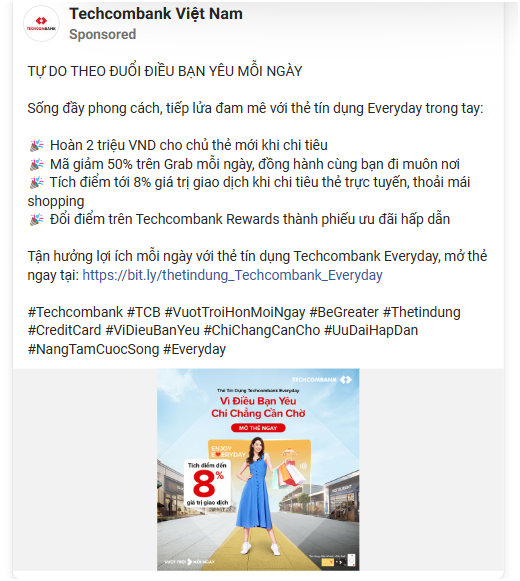 TECHCOMBANK
Techcombank Việt Nam
Sponsored
TỰ DO THEO ĐUỔI ĐIỀU BẠN YÊU MỖI NGÀY
Sống đầy phong cách, tiếp lửa đam mê với thẻ tín dụng Everyday trong tay:
🎉 Hoàn 2 triệu VND cho chủ thẻ mới khi chi tiêu
🎉 Mã giảm 50% trên Grab mỗi ngày, đồng hành cùng bạn đi muôn nơi
🎉 Tích điểm tới 8% giá trị giao dịch khi chi tiêu thẻ trực tuyến, thoải mái
shopping
🎉 Đổi điểm trên Techcombank Rewards thành phiếu ưu đãi hấp dẫn
Tận hưởng lợi ích mỗi ngày với thẻ tín dụng Techcombank Everyday, mở thẻ
ngay tại: https://bit.ly/thetindung_Techcombank_Everyday
#Techcombank #TCB #VuotTroiHonMoiNgay #BeGreater #Thetindung
#CreditCard #ViDieuBanYeu #ChiChangCanCho #UuDaiHapDan
#NangTamCuocSong #Everyday
TECHCOMBANK
Thẻ Tín Dụng Techcombank Everyday
Vì Điều Bạn Yêu
Chi Chẳng Cần Chờ
MỞ THẺ NGAY
ENJOY
EVERYDAY
Tích điểm đến
8%
giá trị giao dịch
VƯỢT TRỘI MỖI NGÀY